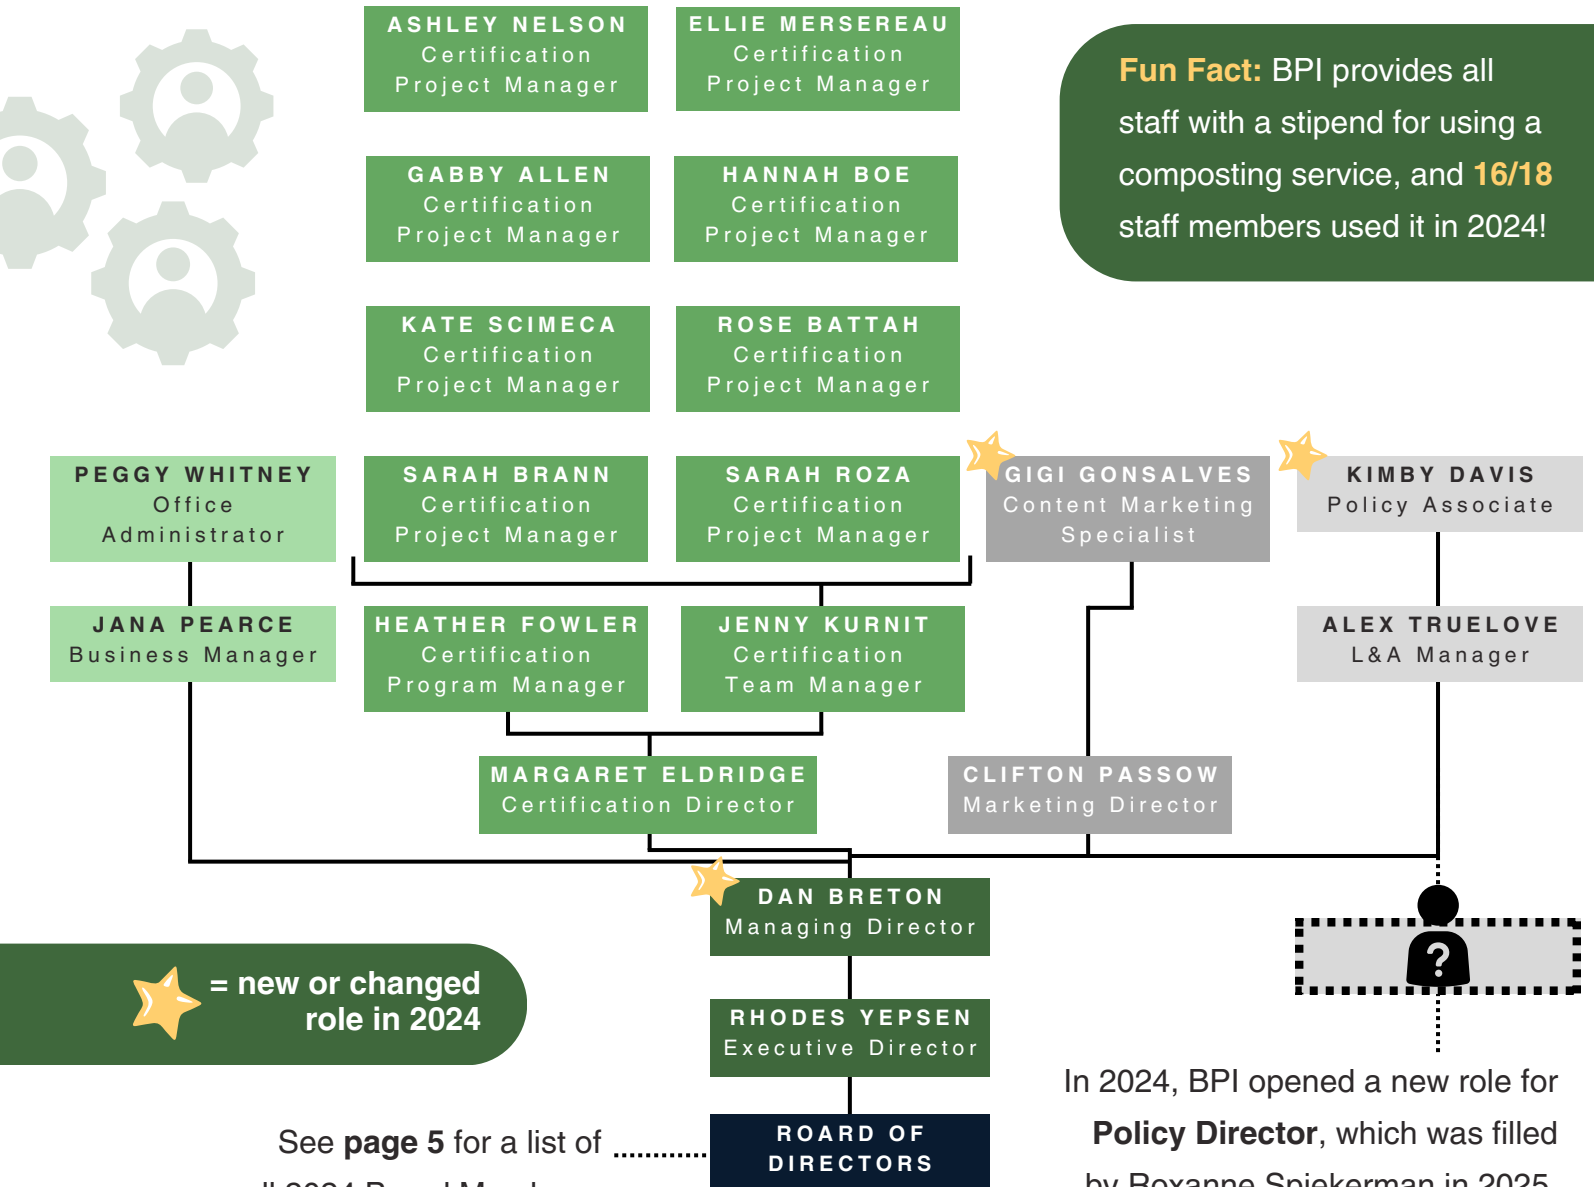 ASHLEY NELSON
Certification
Project Manager
ELLIE MERSEREAU
Certification
Project Manager
Fun Fact: BPI provides all
staff with a stipend for using a
composting service, and 16/18
staff members used it in 2024!
GABBY ALLEN
Certification
Project Manager
HANNAH BOE
Certification
Project Manager
KATE SCIMECA
Certification
Project Manager
ROSE BATTAH
Certification
Project Manager
PEGGY WHITNEY
Office
Administrator
SARAH BRANN
Certification
Project Manager
SARAH ROZA
Certification
Project Manager
GIGI GONSALVES
Content Marketing
Specialist
KIMBY DAVIS
Policy Associate
JANA PEARCE
Business Manager
HEATHER FOWLER
Certification
Program Manager
JENNY KURNIT
Certification
Team Manager
ALEX TRUELOVE
L&A Manager
MARGARET ELDRIDGE
Certification Director
CLIFTON PASSOW
Marketing Director
DAN BRETON
Managing Director
?
= new or changed
role in 2024
RHODES YEPSEN
Executive Director
ROARD OF
DIRECTORS
See page 5 for a list of
2024 Board
In 2024, BPI opened a new role for
Policy Director, which was filled
by Roxanne Spiekerman in 2025